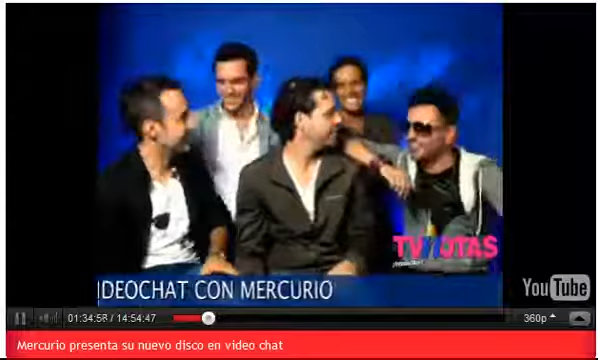 TVNOTAS
IDEOCHAT CON MERCURIO
YouTube
01:34:58 / 14:54:47
360p
Mercurio presenta su nuevo disco en video chat